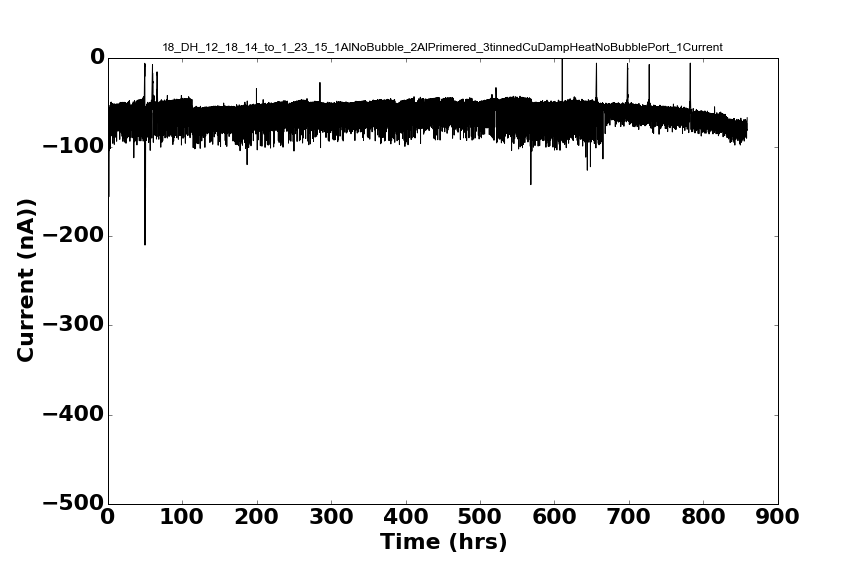 18_DH_12_18_14_to_1_23_15_1AlNoBubble_2AlPrimered_3tinnedCuDampHeatNoBubblePort_1Current
0
−100
−200
−300
−400
−500
Current (nA))
0 100 200 300 400 500 600 700 800 900
Time (hrs)